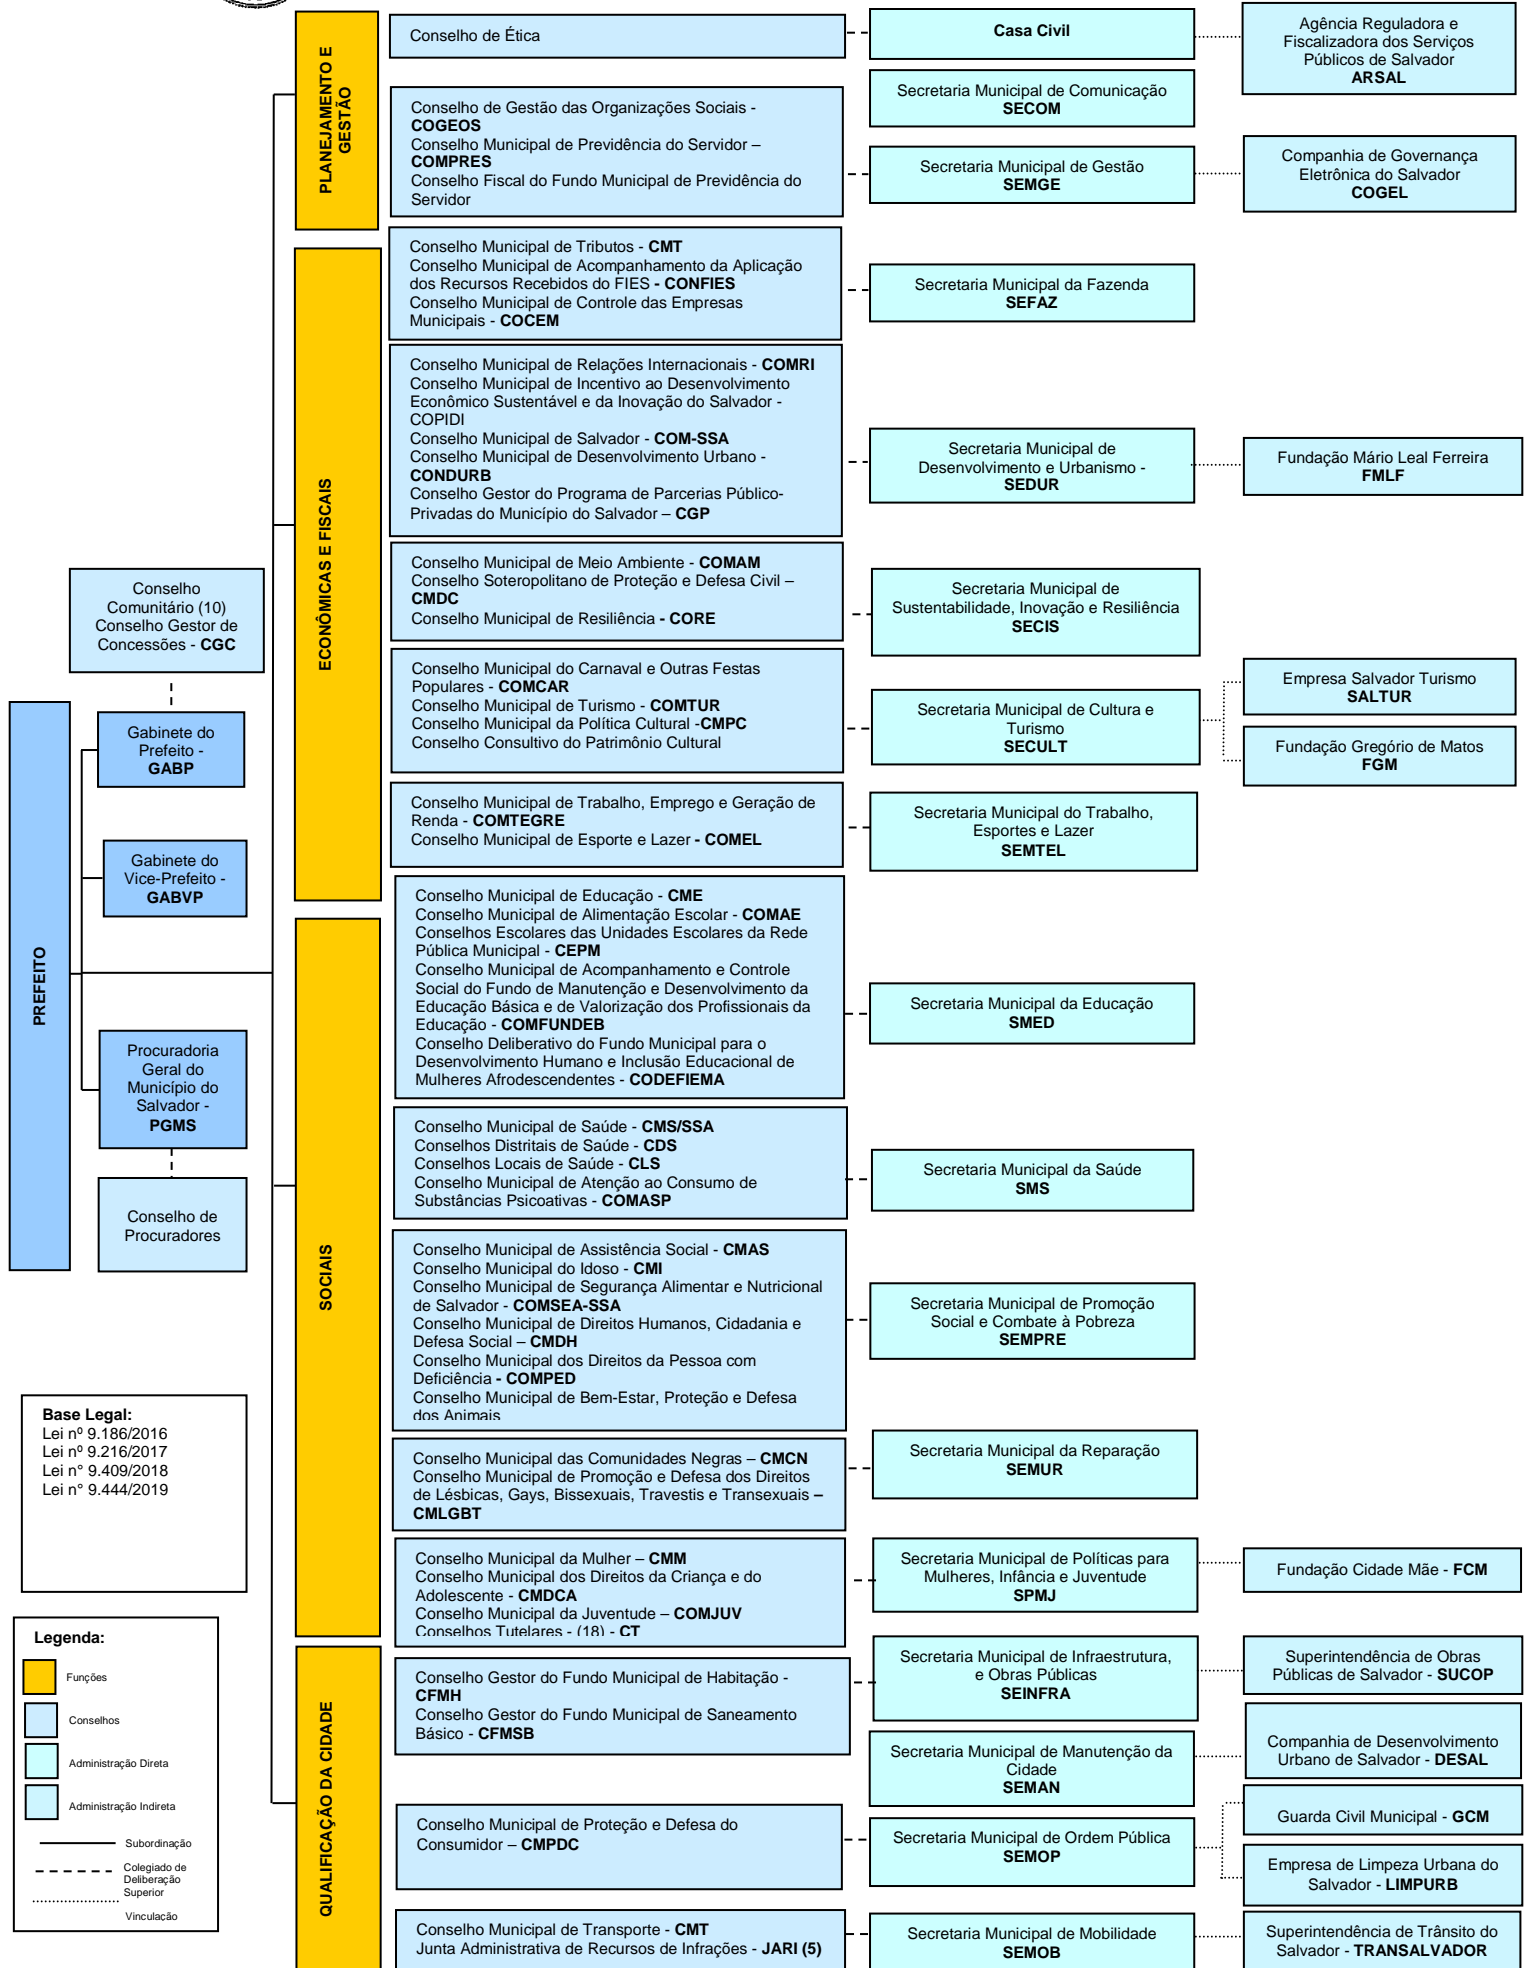 PLANEJAMENTO E
GESTÃO
Conselho de Ética
Casa Civil
Agência Reguladora e
Fiscalizadora dos Serviços
Públicos de Salvador
ARSAL
Secretaria Municipal de Comunicação
SECOM
Conselho de Gestão das Organizações Sociais -
COGEOS
Conselho Municipal de Previdência do Servidor –
COMPRES
Conselho Fiscal do Fundo Municipal de Previdência do
Servidor
Secretaria Municipal de Gestão
SEMGE
Companhia de Governança
Eletrônica do Salvador
COGEL
ECONÔMICAS E FISCAIS
Conselho Municipal de Tributos - CMT
Conselho Municipal de Acompanhamento da Aplicação
dos Recursos Recebidos do FIES - CONFIES
Conselho Municipal de Controle das Empresas
Municipais - COCEM
Secretaria Municipal da Fazenda
SEFAZ
Conselho Municipal de Relações Internacionais - COMRI
Conselho Municipal de Incentivo ao Desenvolvimento
Econômico Sustentável e da Inovação do Salvador -
COPIDI
Conselho Municipal de Salvador - COM-SSA
Conselho Municipal de Desenvolvimento Urbano -
CONDURB
Conselho Gestor do Programa de Parcerias Público-
Privadas do Município do Salvador – CGP
Secretaria Municipal de
Desenvolvimento e Urbanismo -
SEDUR
Fundação Mário Leal Ferreira
FMLF
Conselho Municipal de Meio Ambiente - COMAM
Conselho Soteropolitano de Proteção e Defesa Civil –
CMDC
Conselho Municipal de Resiliência - CORE
Secretaria Municipal de
Sustentabilidade, Inovação e Resiliência
SECIS
Conselho Municipal do Carnaval e Outras Festas
Populares - COMCAR
Conselho Municipal de Turismo - COMTUR
Conselho Municipal da Política Cultural -CMPC
Conselho Consultivo do Patrimônio Cultural
Secretaria Municipal de Cultura e
Turismo
SECULT
Empresa Salvador Turismo
SALTUR
Fundação Gregório de Matos
FGM
Conselho Municipal de Trabalho, Emprego e Geração de
Renda - COMTEGRE
Conselho Municipal de Esporte e Lazer - COMEL
Secretaria Municipal do Trabalho,
Esportes e Lazer
SEMTEL
Conselho
Comunitário (10)
Conselho Gestor de
Concessões - CGC
PREFEITO
Gabinete do
Prefeito -
GABP
Gabinete do
Vice-Prefeito -
GABVP
Procuradoria
Geral do
Município do
Salvador -
PGMS
Conselho de
Procuradores
SOCIAIS
Conselho Municipal de Educação - CME
Conselho Municipal de Alimentação Escolar - COMAE
Conselhos Escolares das Unidades Escolares da Rede
Pública Municipal - CEPM
Conselho Municipal de Acompanhamento e Controle
Social do Fundo de Manutenção e Desenvolvimento da
Educação Básica e de Valorização dos Profissionais da
Educação - COMFUNDEB
Conselho Deliberativo do Fundo Municipal para o
Desenvolvimento Humano e Inclusão Educacional de
Mulheres Afrodescendentes - CODEFIEMA
Secretaria Municipal da Educação
SMED
Conselho Municipal de Saúde - CMS/SSA
Conselhos Distritais de Saúde - CDS
Conselhos Locais de Saúde - CLS
Conselho Municipal de Atenção ao Consumo de
Substâncias Psicoativas - COMASP
Secretaria Municipal da Saúde
SMS
Conselho Municipal de Assistência Social - CMAS
Conselho Municipal do Idoso - CMI
Conselho Municipal de Segurança Alimentar e Nutricional
de Salvador - COMSEA-SSA
Conselho Municipal de Direitos Humanos, Cidadania e
Defesa Social – CMDH
Conselho Municipal dos Direitos da Pessoa com
Deficiência - COMPED
Conselho Municipal de Bem-Estar, Proteção e Defesa
dos Animais
Secretaria Municipal de Promoção
Social e Combate à Pobreza
SEMPRE
Conselho Municipal das Comunidades Negras – CMCN
Conselho Municipal de Promoção e Defesa dos Direitos
de Lésbicas, Gays, Bissexuais, Travestis e Transexuais –
CMLGBT
Secretaria Municipal da Reparação
SEMUR
Conselho Municipal da Mulher – CMM
Conselho Municipal dos Direitos da Criança e do
Adolescente - CMDCA
Conselho Municipal da Juventude – COMJUV
Conselhos Tutelares - (18) - CT
Secretaria Municipal de Políticas para
Mulheres, Infância e Juventude
SPMJ
Fundação Cidade Mãe - FCM
QUALIFICAÇÃO DA CIDADE
Conselho Gestor do Fundo Municipal de Habitação -
CFMH
Conselho Gestor do Fundo Municipal de Saneamento
Básico - CFMSB
Secretaria Municipal de Infraestrutura,
e Obras Públicas
SEINFRA
Superintendência de Obras
Públicas de Salvador - SUCOP
Secretaria Municipal de Manutenção da
Cidade
SEMAN
Companhia de Desenvolvimento
Urbano de Salvador - DESAL
Conselho Municipal de Proteção e Defesa do
Consumidor – CMPDC
Secretaria Municipal de Ordem Pública
SEMOP
Guarda Civil Municipal - GCM
Empresa de Limpeza Urbana do
Salvador - LIMPURB
Conselho Municipal de Transporte - CMT
Junta Administrativa de Recursos de Infrações - JARI (5)
Secretaria Municipal de Mobilidade
SEMOB
Superintendência de Trânsito do
Salvador - TRANSALVADOR
Base Legal:
Lei nº 9.186/2016
Lei nº 9.216/2017
Lei n° 9.409/2018
Lei n° 9.444/2019
Legenda:
Funções
Conselhos
Administração Direta
Administração Indireta
Subordinação
Colegiado de
Deliberação
Superior
Vinculação